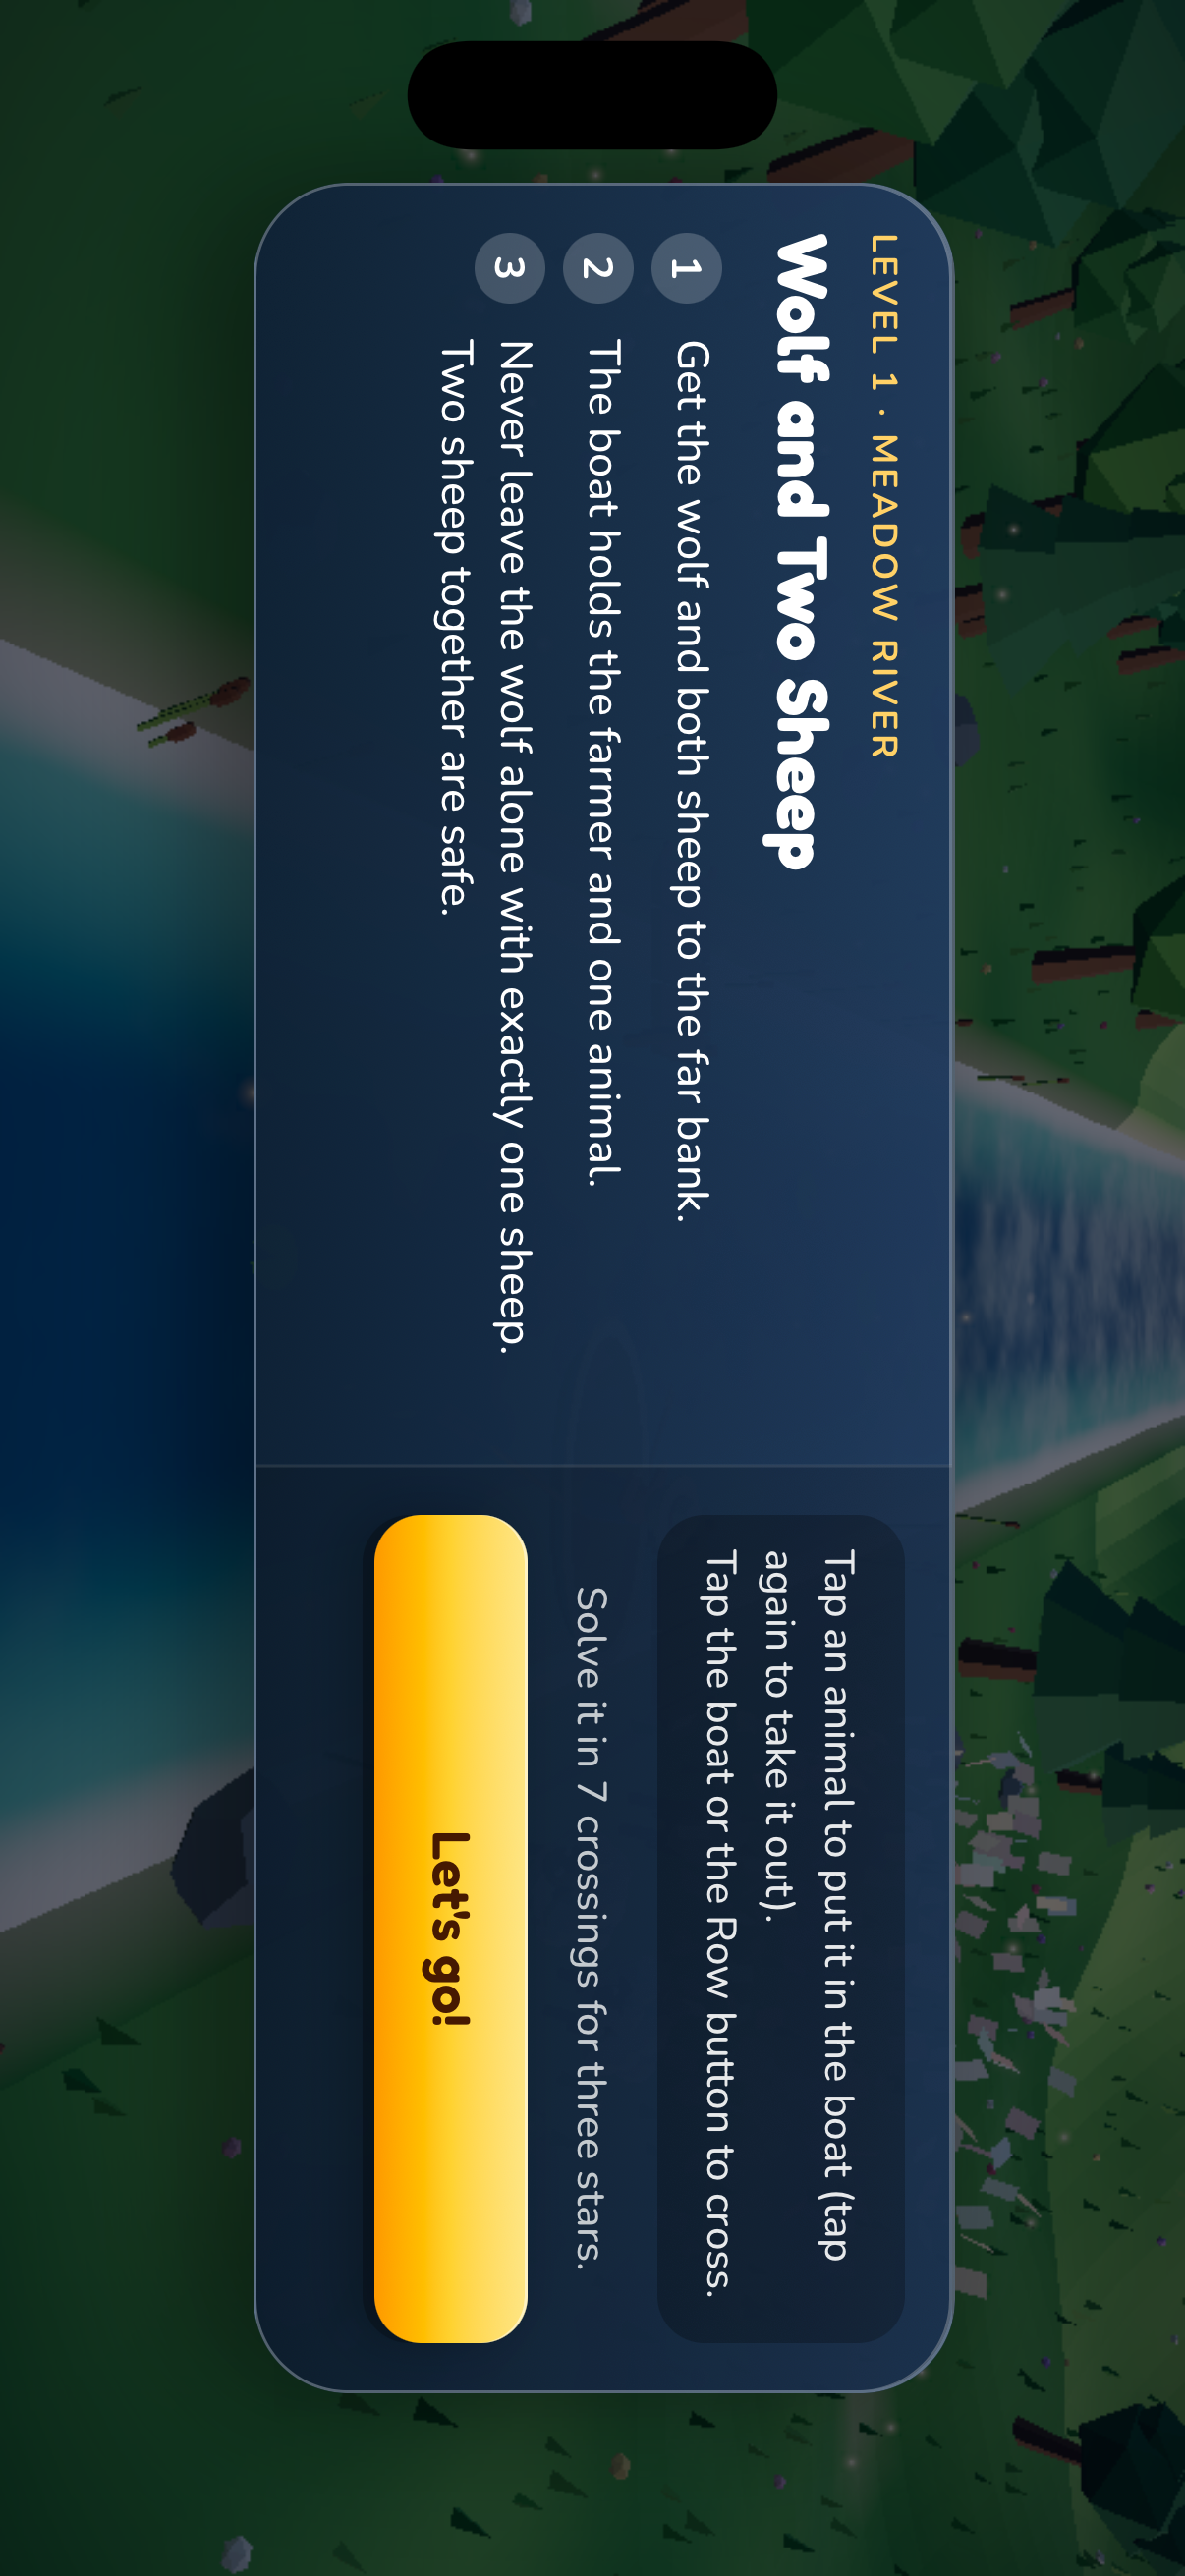 LEVEL 1 · MEADOW RIVER
Wolf and Two Sheep
1 Get the wolf and both sheep to the far bank.
2 The boat holds the farmer and one animal.
3 Never leave the wolf alone with exactly one sheep.
Two sheep together are safe.
Tap an animal to put it in the boat (tap
again to take it out).
Tap the boat or the Row button to cross.
Solve it in 7 crossings for three stars.
Let's go!